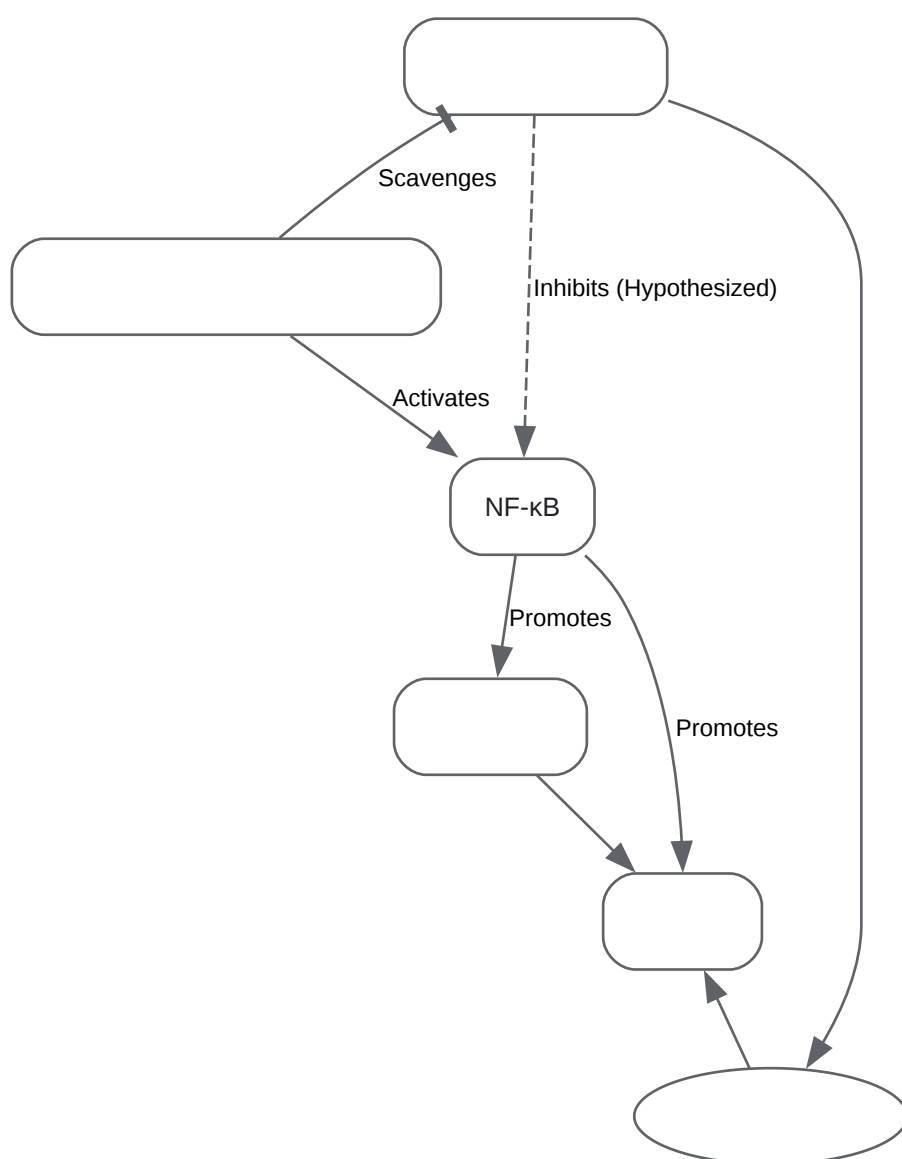 Scavenges
Inhibits (Hypothesized)
Activates
NF-κB
Promotes
Promotes